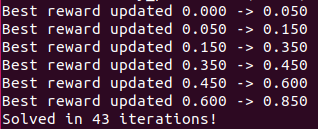 Best reward updated 0.000 -> 0.050
Best reward updated 0.050 -> 0.150
Best reward updated 0.150 -> 0.350
Best reward updated 0.350 -> 0.450
Best reward updated 0.450 -> 0.600
Best reward updated 0.600 -> 0.850
Solved in 43 iterations!